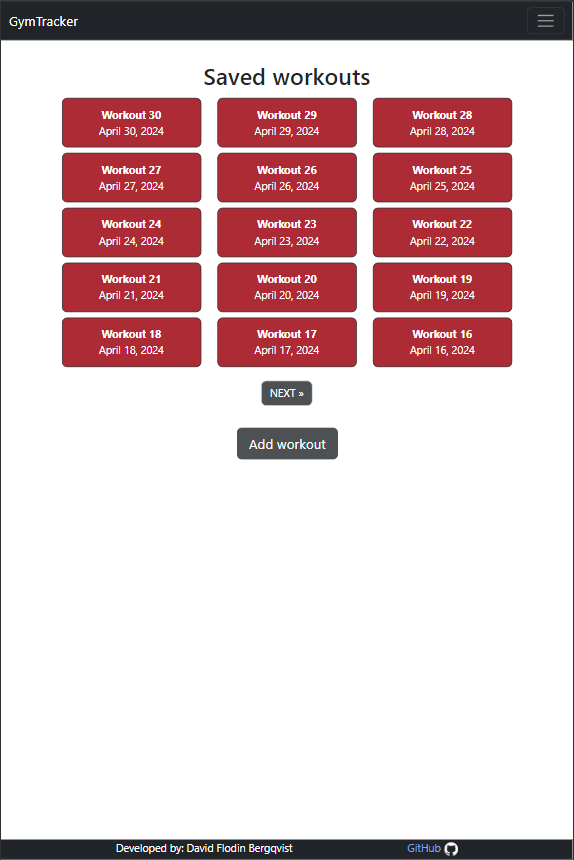 GymTracker
Saved workouts
Workout 30
April 30, 2024
Workout 29
April 29, 2024
Workout 28
April 28, 2024
Workout 27
April 27, 2024
Workout 26
April 26, 2024
Workout 25
April 25, 2024
Workout 24
April 24, 2024
Workout 23
April 23, 2024
Workout 22
April 22, 2024
Workout 21
April 21, 2024
Workout 20
April 20, 2024
Workout 19
April 19, 2024
Workout 18
April 18, 2024
Workout 17
April 17, 2024
Workout 16
April 16, 2024
NEXT »
Add workout
Developed by: David Flodin Bergqvist
GitHub